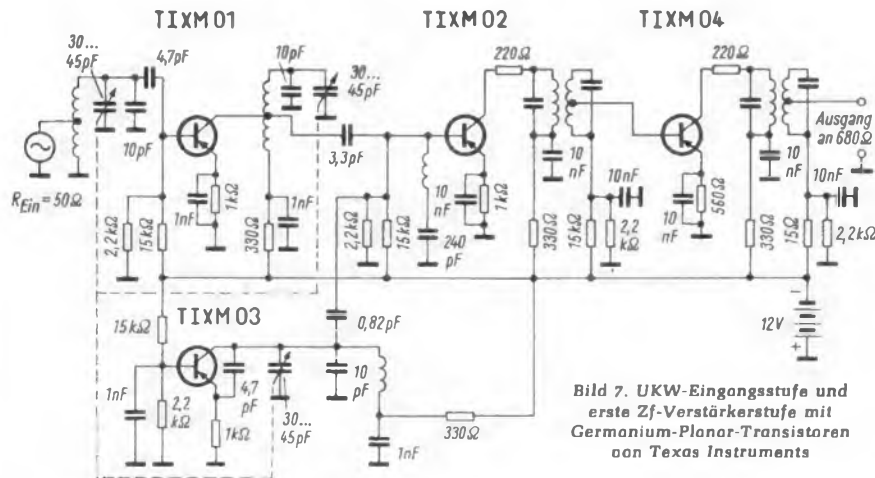 TIXM01
TIXM02
TIXM04
30...
45pF
4,7pF
10pF
10pF
30...
45pF
220Ω
220Ω
3,3pF
10
nF
10
nF
Ausgang
an 680Ω
R Ein = 50Ω
1nF
1kΩ
1nF
2,2kΩ
15kΩ
330Ω
2,2kΩ
15kΩ
10
nF
240
pF
1kΩ
330Ω
15kΩ
10nF
2,2
kΩ
10
nF
560Ω
330Ω
15Ω
10nF
2,2kΩ
TIXM03
15kΩ
0,82pF
12V
−
+
1nF
2,2
kΩ
1kΩ
4,7
pF
30...
45pF
10
pF
1nF
330Ω
Bild 7. UKW-Eingangsstufe und
erste Zf-Verstärkerstufe mit
Germanium-Planar-Transistoren
von Texas Instruments